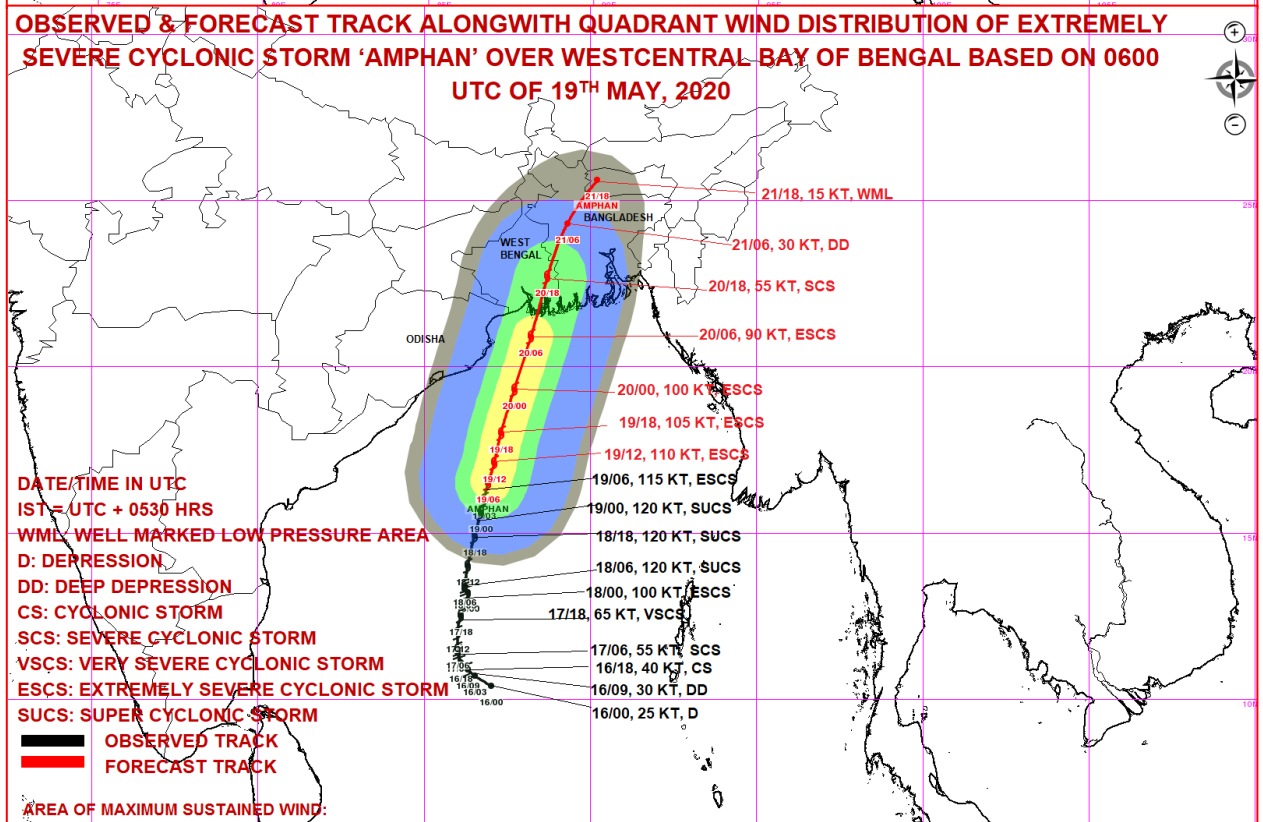 OBSERVED & FORECAST TRACK ALONGWITH QUADRANT WIND DISTRIBUTION OF EXTREMELY
SEVERE CYCLONIC STORM ‘AMPHAN’ OVER WESTCENTRAL BAY OF BENGAL BASED ON 0600
UTC OF 19TH MAY, 2020
21/18, 15 KT, WML
21/06, 30 KT, DD
20/18, 55 KT, SCS
20/06, 90 KT, ESCS
20/00, 100 KT, ESCS
19/18, 105 KT, ESCS
19/12, 110 KT, ESCS
19/06, 115 KT, ESCS
19/00, 120 KT, SUCS
18/18, 120 KT, SUCS
18/06, 120 KT, SUCS
18/00, 100 KT, ESCS
17/18, 65 KT, VSCS
17/06, 55 KT, SCS
16/18, 40 KT, CS
16/09, 30 KT, DD
16/00, 25 KT, D
21/18
AMPHAN
BANGLADESH
21/06
WEST
BENGAL
20/18
ODISHA
20/06
20/00
19/18
19/12
19/06
AMPHAN
19/03
19/00
18/18
18/06
17/18
17/12
16/18
16/09
16/03
16/00
DATE/TIME IN UTC
IST = UTC + 0530 HRS
WML: WELL MARKED LOW PRESSURE AREA
D: DEPRESSION
DD: DEEP DEPRESSION
CS: CYCLONIC STORM
SCS: SEVERE CYCLONIC STORM
VSCS: VERY SEVERE CYCLONIC STORM
ESCS: EXTREMELY SEVERE CYCLONIC STORM
SUCS: SUPER CYCLONIC STORM
OBSERVED TRACK
FORECAST TRACK
AREA OF MAXIMUM SUSTAINED WIND: